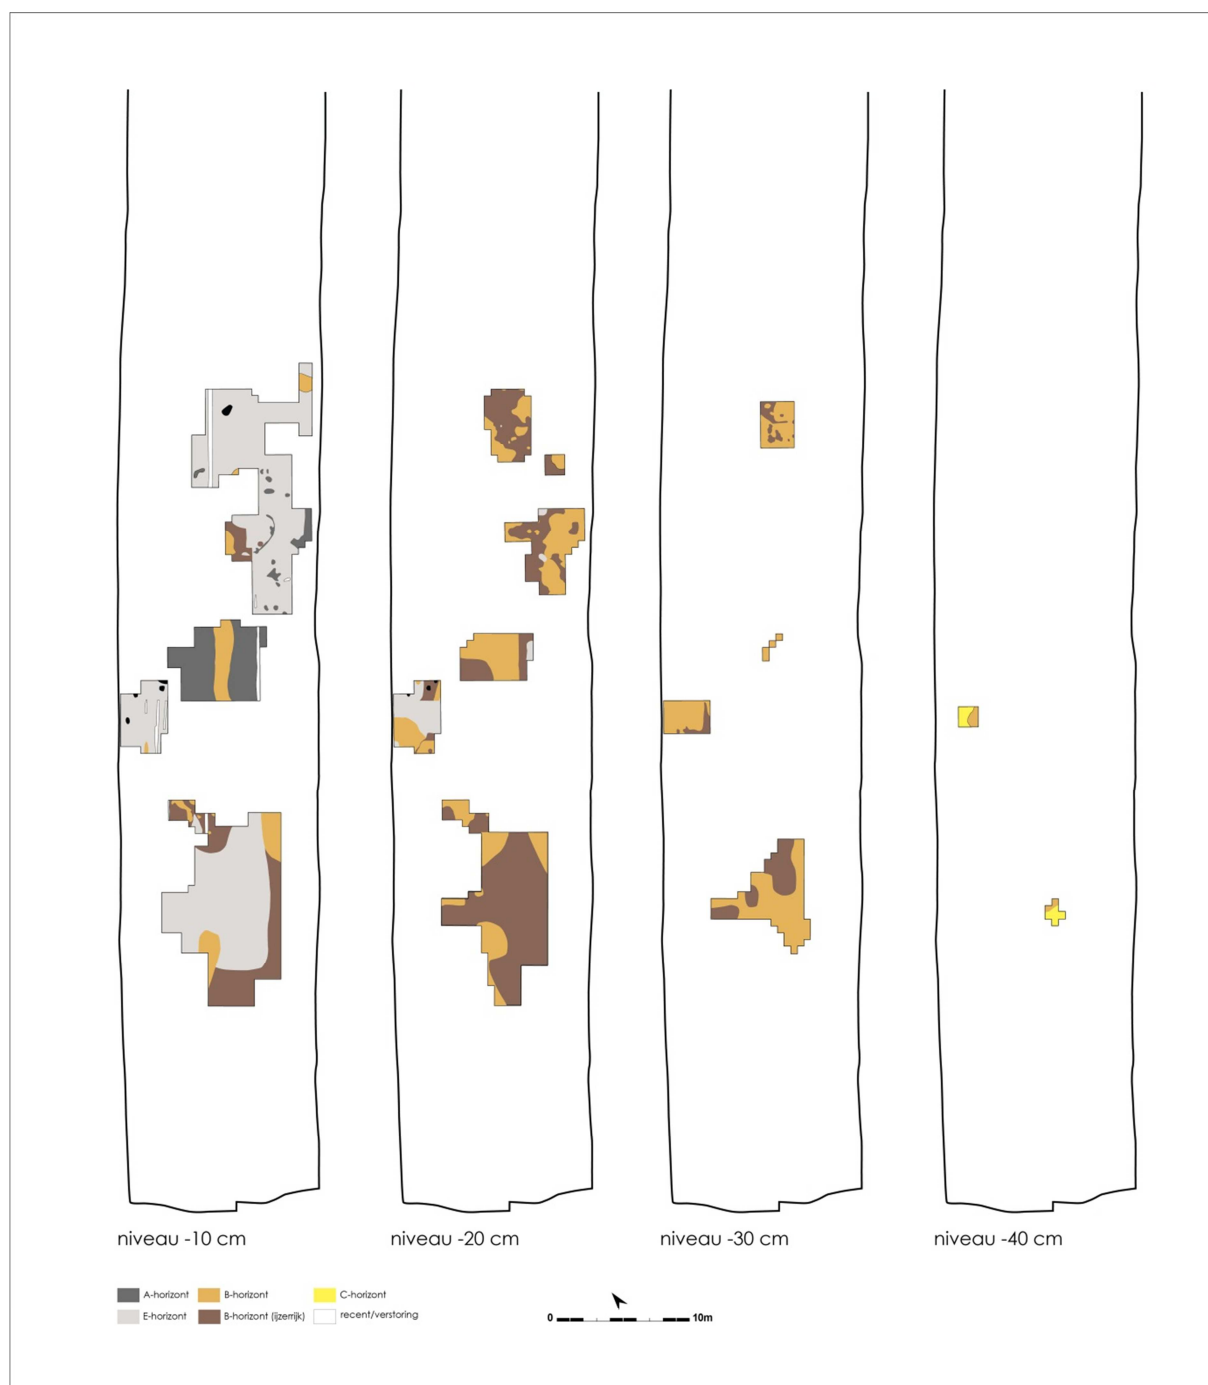 niveau -10 cm
niveau -20 cm
niveau -30 cm
niveau -40 cm
A-horizont
B-horizont
C-horizont
E-horizont
B-horizont (ijzerrijk)
recent/verstoring
0
10m